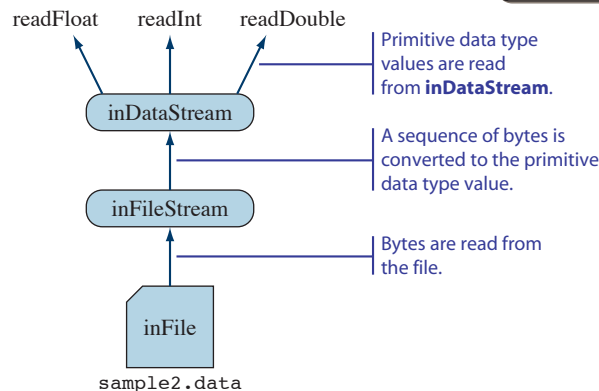 readFloat readInt readDouble
Primitive data type
values are read
from inDataStream.
inDataStream
A sequence of bytes is
converted to the primitive
data type value.
inFileStream
Bytes are read from
the file.
inFile
sample2.data